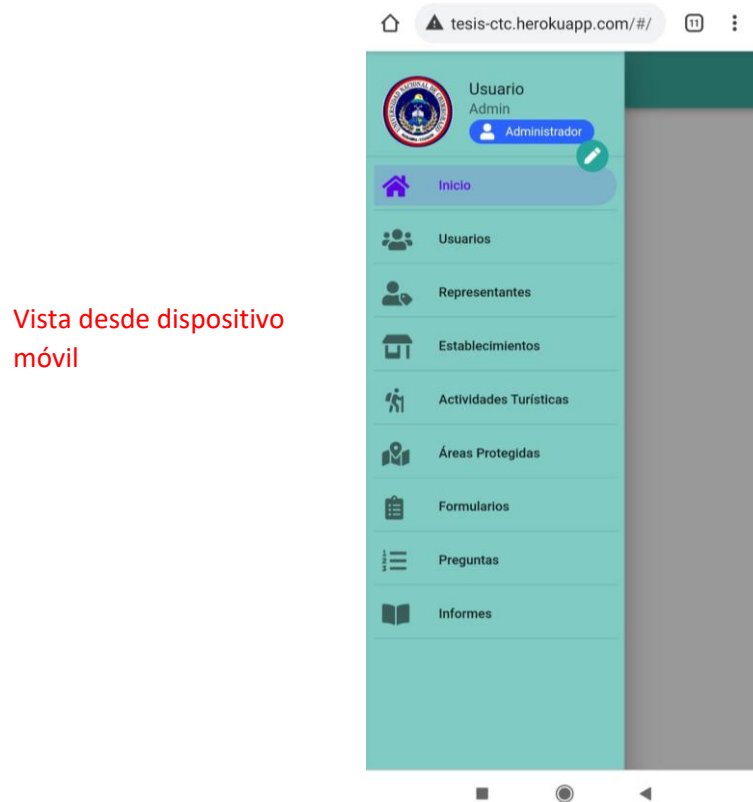 tesis-ctc.herokuapp.com/#/
11
Usuario
Admin
Administrador
Inicio
Usuarios
Representantes
Establecimientos
Actividades Turísticas
Áreas Protegidas
Formularios
Preguntas
Informes
Vista desde dispositivo
móvil